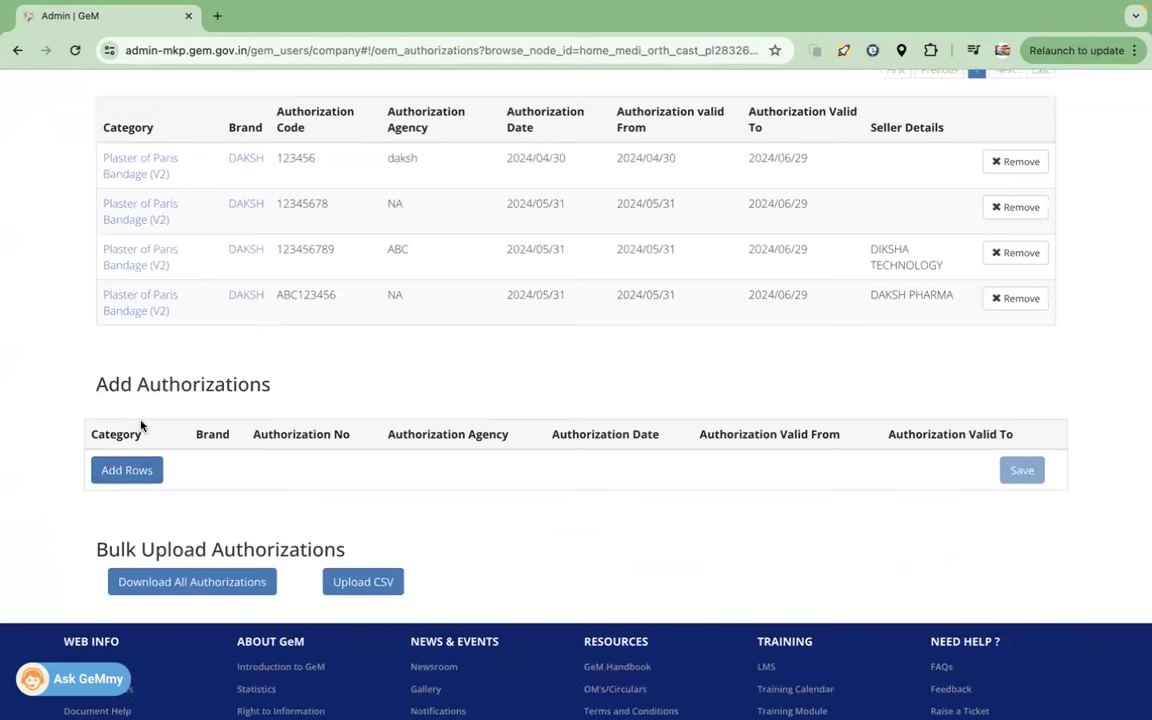 Admin | GeM
admin-mkp.gem.gov.in/gem_users/company#!/oem_authorizations?browse_node_id=home_medi_orth_cast_pl28326...
Relaunch to update
First Previous Next Last
Category Brand Authorization Code Authorization Agency Authorization Date Authorization valid From Authorization Valid To Seller Details
Plaster of Paris Bandage (V2) DAKSH 123456 daksh 2024/04/30 2024/04/30 2024/06/29 Remove
Plaster of Paris Bandage (V2) DAKSH 12345678 NA 2024/05/31 2024/05/31 2024/06/29 Remove
Plaster of Paris Bandage (V2) DAKSH 123456789 ABC 2024/05/31 2024/05/31 2024/06/29 DIKSHA TECHNOLOGY Remove
Plaster of Paris Bandage (V2) DAKSH ABC123456 NA 2024/05/31 2024/05/31 2024/06/29 DAKSH PHARMA Remove
Add Authorizations
Category Brand Authorization No Authorization Agency Authorization Date Authorization Valid From Authorization Valid To
Add Rows Save
Bulk Upload Authorizations
Download All Authorizations Upload CSV
WEB INFO ABOUT GeM NEWS & EVENTS RESOURCES TRAINING NEED HELP ?
Introduction to GeM Newsroom GeM Handbook LMS FAQs
Ask GeMmy
Statistics Gallery OM's/Circulars Training Calendar Feedback
Document Help Right to Information Notifications Terms and Conditions Training Module Raise a Ticket